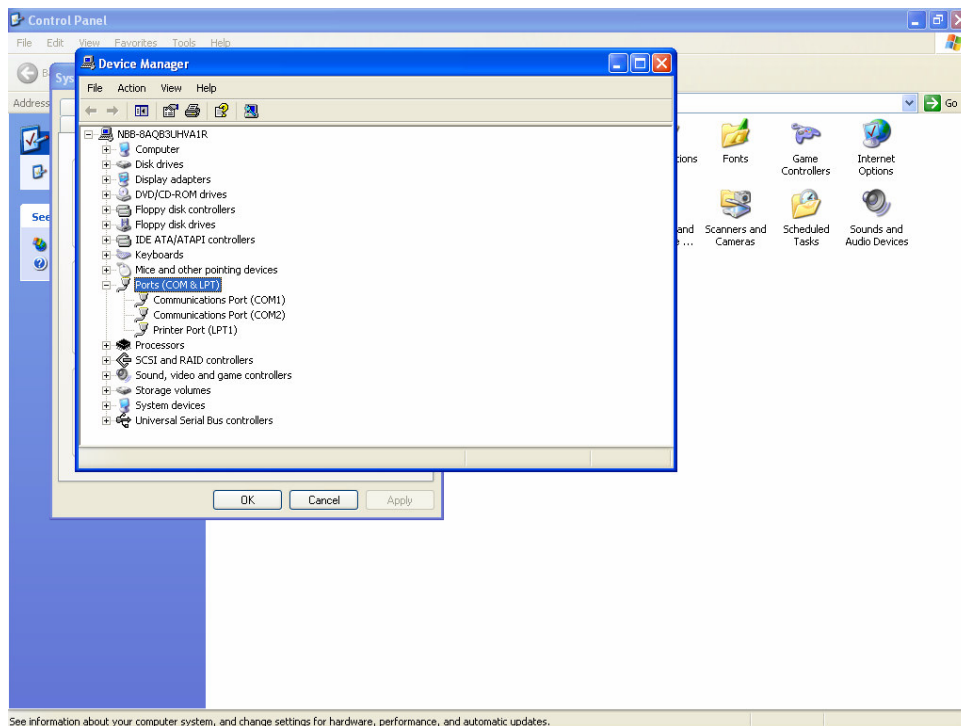 Control Panel
File Edit View Favorites Tools Help
Address
Go
Sys
See
Device Manager
File Action View Help
NBB-8AQB3UHVA1R
Computer
Disk drives
Display adapters
DVD/CD-ROM drives
Floppy disk controllers
Floppy disk drives
IDE ATA/ATAPI controllers
Keyboards
Mice and other pointing devices
Ports (COM & LPT)
Communications Port (COM1)
Communications Port (COM2)
Printer Port (LPT1)
Processors
SCSI and RAID controllers
Sound, video and game controllers
Storage volumes
System devices
Universal Serial Bus controllers
OK Cancel Apply
tions Fonts Game Controllers Internet Options
and Scanners and Cameras Scheduled Tasks Sounds and Audio Devices
See information about your computer system, and change settings for hardware, performance, and automatic updates.